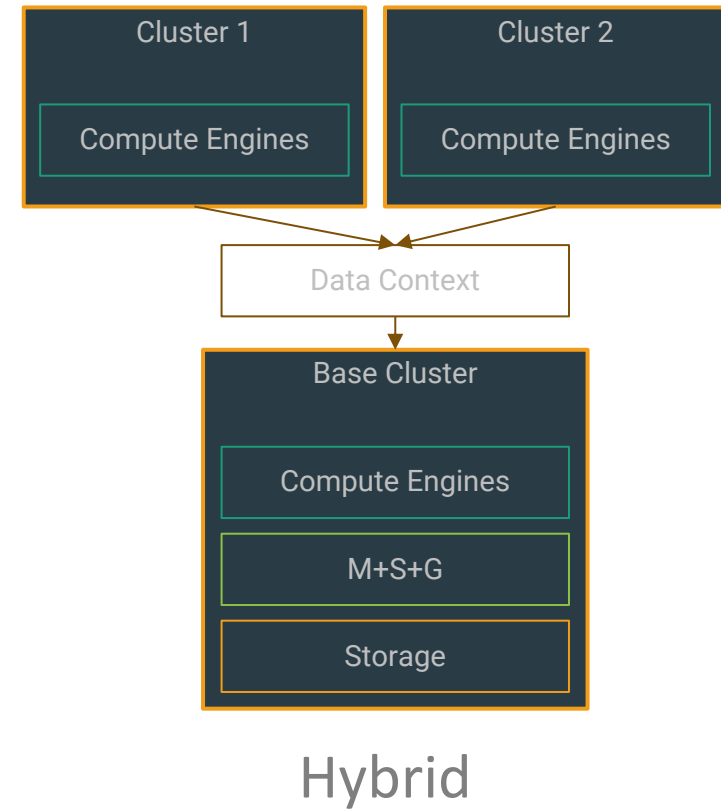 Cluster 1
Cluster 2
Compute Engines
Compute Engines
Data Context
Base Cluster
Compute Engines
M+S+G
Storage
Hybrid